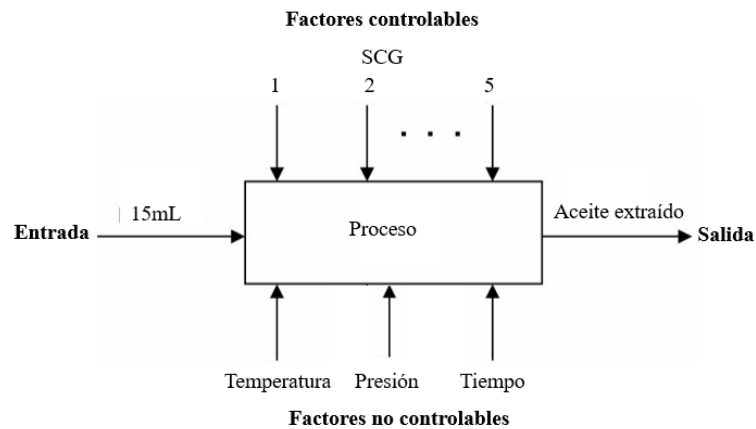 Factores controlables
SCG
1 2 5
| 15mL
Aceite extraído
Entrada
Proceso
Salida
Temperatura Presión Tiempo
Factores no controlables